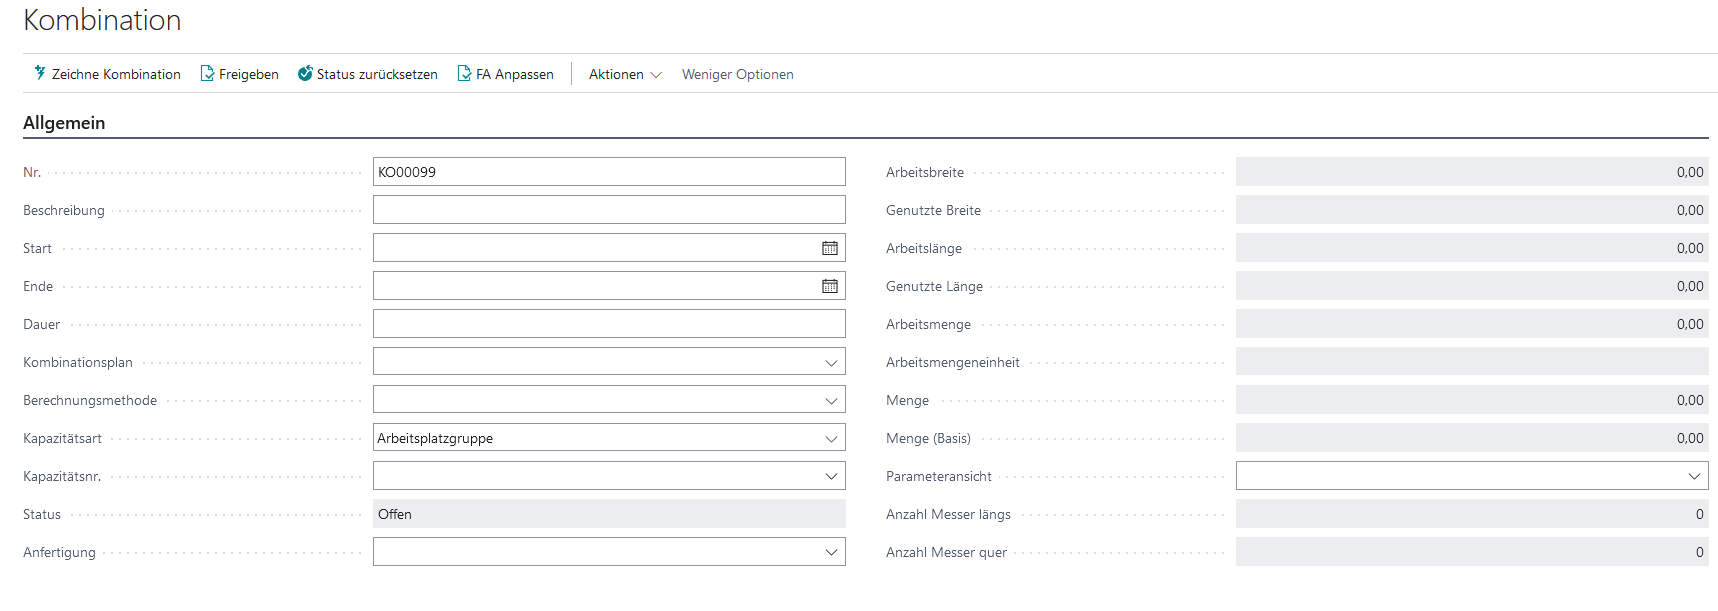 Kombination
Zeichne Kombination Freigeben Status zurücksetzen FA Anpassen Aktionen Weniger Optionen
Allgemein
Nr. KO00099 Arbeitsbreite 0,00
Beschreibung Genutzte Breite 0,00
Start Arbeitslänge 0,00
Ende Genutzte Länge 0,00
Dauer Arbeitsmenge 0,00
Kombinationsplan Arbeitsmengeneinheit
Berechnungsmethode Menge 0,00
Kapazitätsart Arbeitsplatzgruppe Menge (Basis) 0,00
Kapazitätsnr. Parameteransicht
Status Offen Anzahl Messer längs 0
Anfertigung Anzahl Messer quer 0